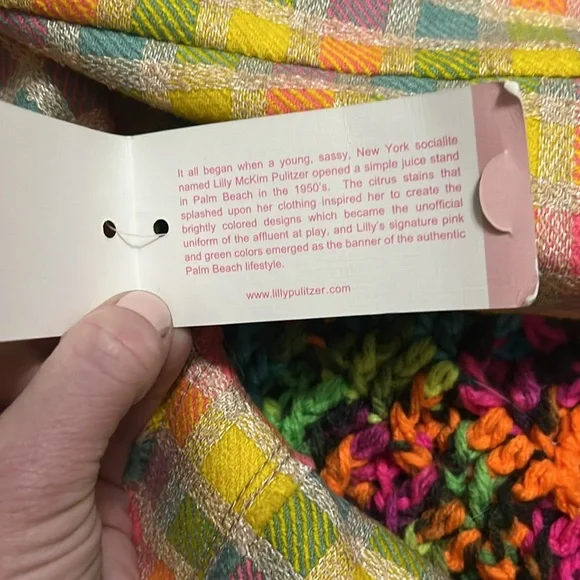 It all began when a young, sassy, New York socialite
named Lilly McKim Pulitzer opened a simple juice stand
in Palm Beach in the 1950's. The citrus stains that
splashed upon her clothing inspired her to create the
brightly colored designs which became the unofficial
uniform of the affluent at play, and Lilly's signature pink
and green colors emerged as the banner of the authentic
Palm Beach lifestyle.
www.lillypulitzer.com